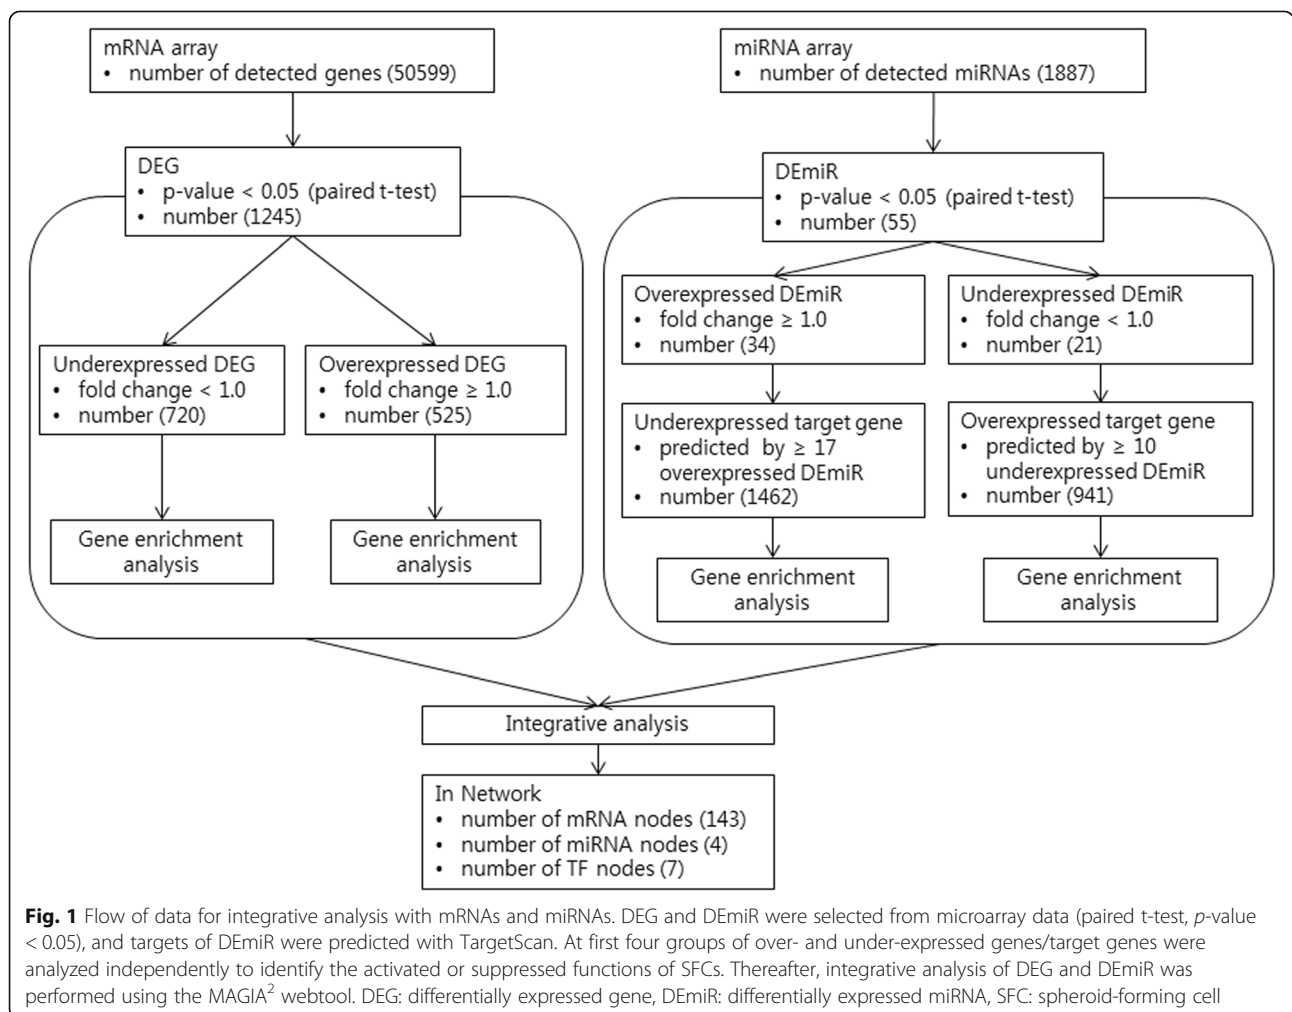 mRNA array
• number of detected genes (50599)
miRNA array
• number of detected miRNAs (1887)
DEG
• p-value < 0.05 (paired t-test)
• number (1245)
DEmiR
• p-value < 0.05 (paired t-test)
• number (55)
Underexpressed DEG
• fold change < 1.0
• number (720)
Overexpressed DEG
• fold change ≥ 1.0
• number (525)
Overexpressed DEmiR
• fold change ≥ 1.0
• number (34)
Underexpressed DEmiR
• fold change < 1.0
• number (21)
Underexpressed target gene
• predicted by ≥ 17
overexpressed DEmiR
• number (1462)
Overexpressed target gene
• predicted by ≥ 10
underexpressed DEmiR
• number (941)
Gene enrichment
analysis
Gene enrichment
analysis
Gene enrichment
analysis
Gene enrichment
analysis
Integrative analysis
In Network
• number of mRNA nodes (143)
• number of miRNA nodes (4)
• number of TF nodes (7)
Fig. 1 Flow of data for integrative analysis with mRNAs and miRNAs. DEG and DEmiR were selected from microarray data (paired t-test, p-value
< 0.05), and targets of DEmiR were predicted with TargetScan. At first four groups of over- and under-expressed genes/target genes were
analyzed independently to identify the activated or suppressed functions of SFCs. Thereafter, integrative analysis of DEG and DEmiR was
performed using the MAGIA² webtool. DEG: differentially expressed gene, DEmiR: differentially expressed miRNA, SFC: spheroid-forming cell